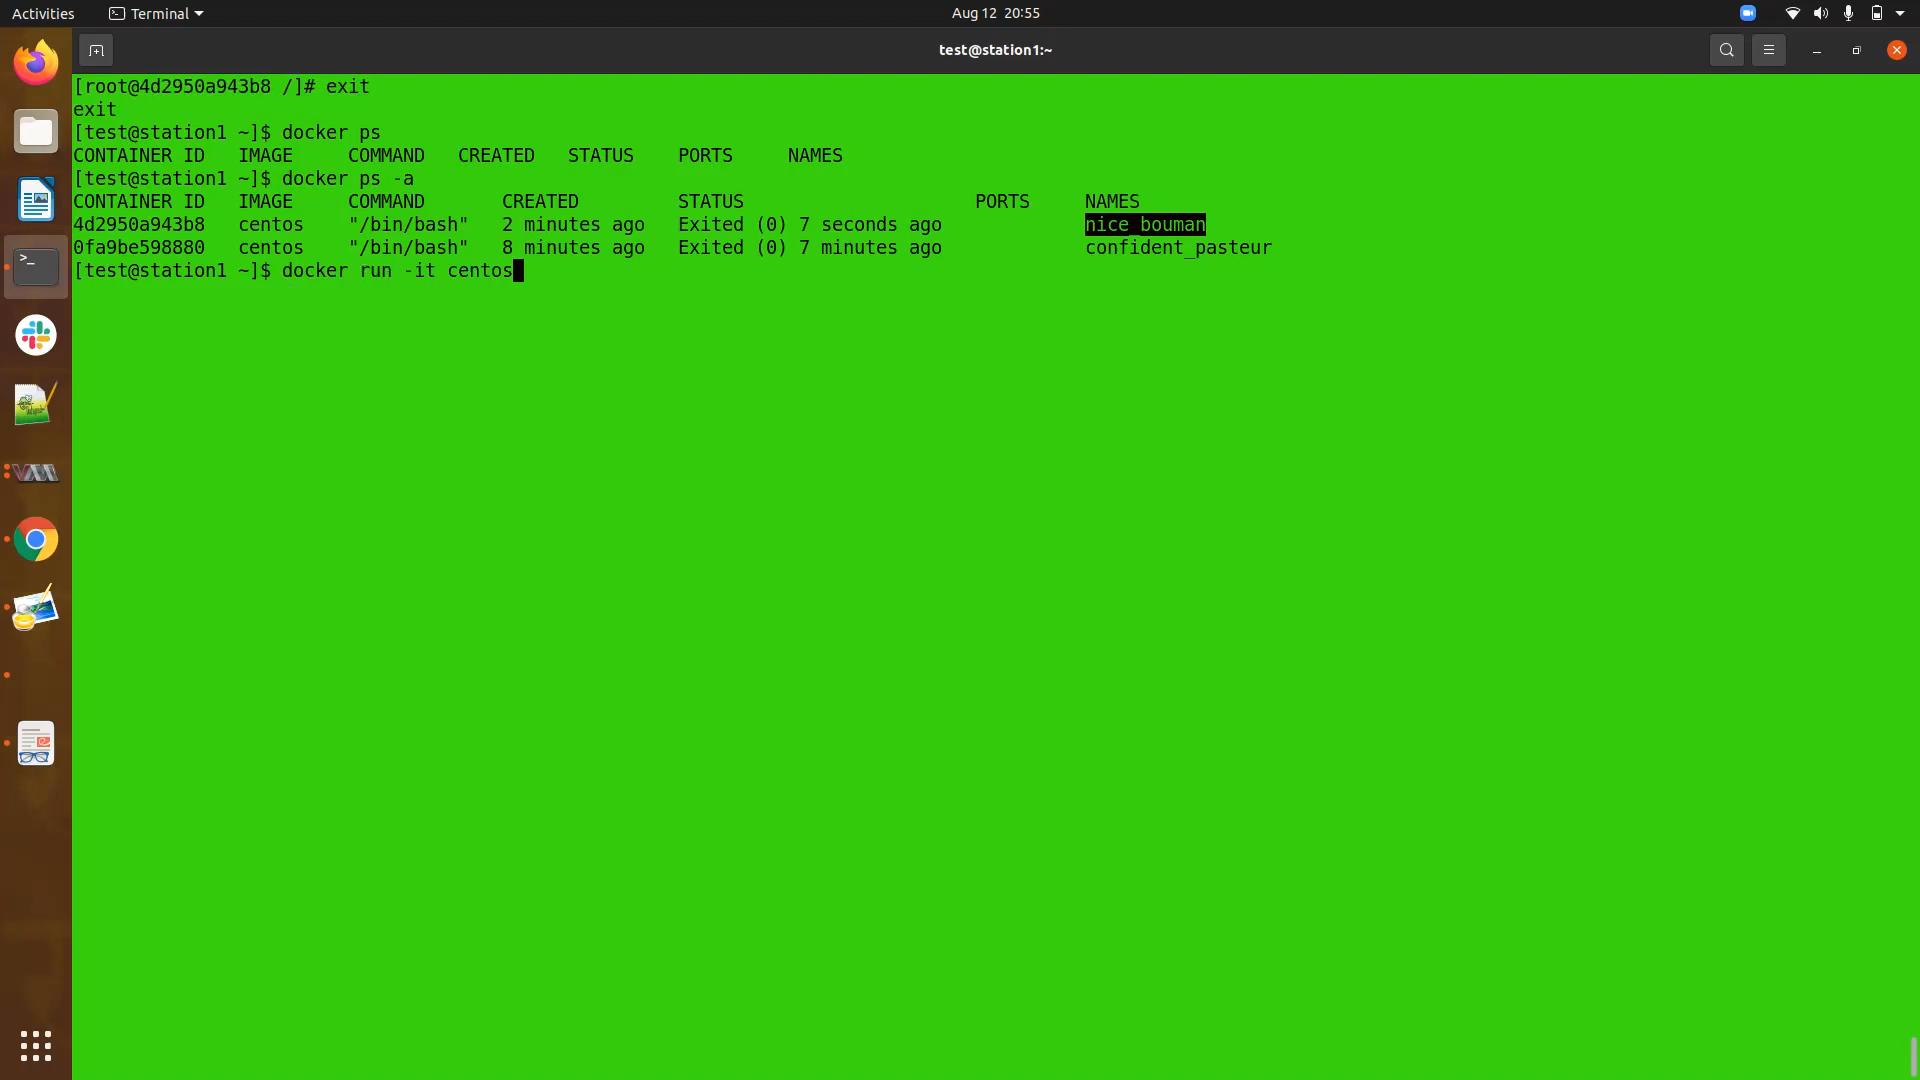 Activities
Terminal
Aug 12 20:55
test@station1:~
[root@4d2950a943b8 /]# exit
exit
[test@station1 ~]$ docker ps
CONTAINER ID IMAGE COMMAND CREATED STATUS PORTS NAMES
[test@station1 ~]$ docker ps -a
CONTAINER ID IMAGE COMMAND CREATED STATUS PORTS NAMES
4d2950a943b8 centos "/bin/bash" 2 minutes ago Exited (0) 7 seconds ago nice_bouman
0fa9be598880 centos "/bin/bash" 8 minutes ago Exited (0) 7 minutes ago confident_pasteur
[test@station1 ~]$ docker run -it centos